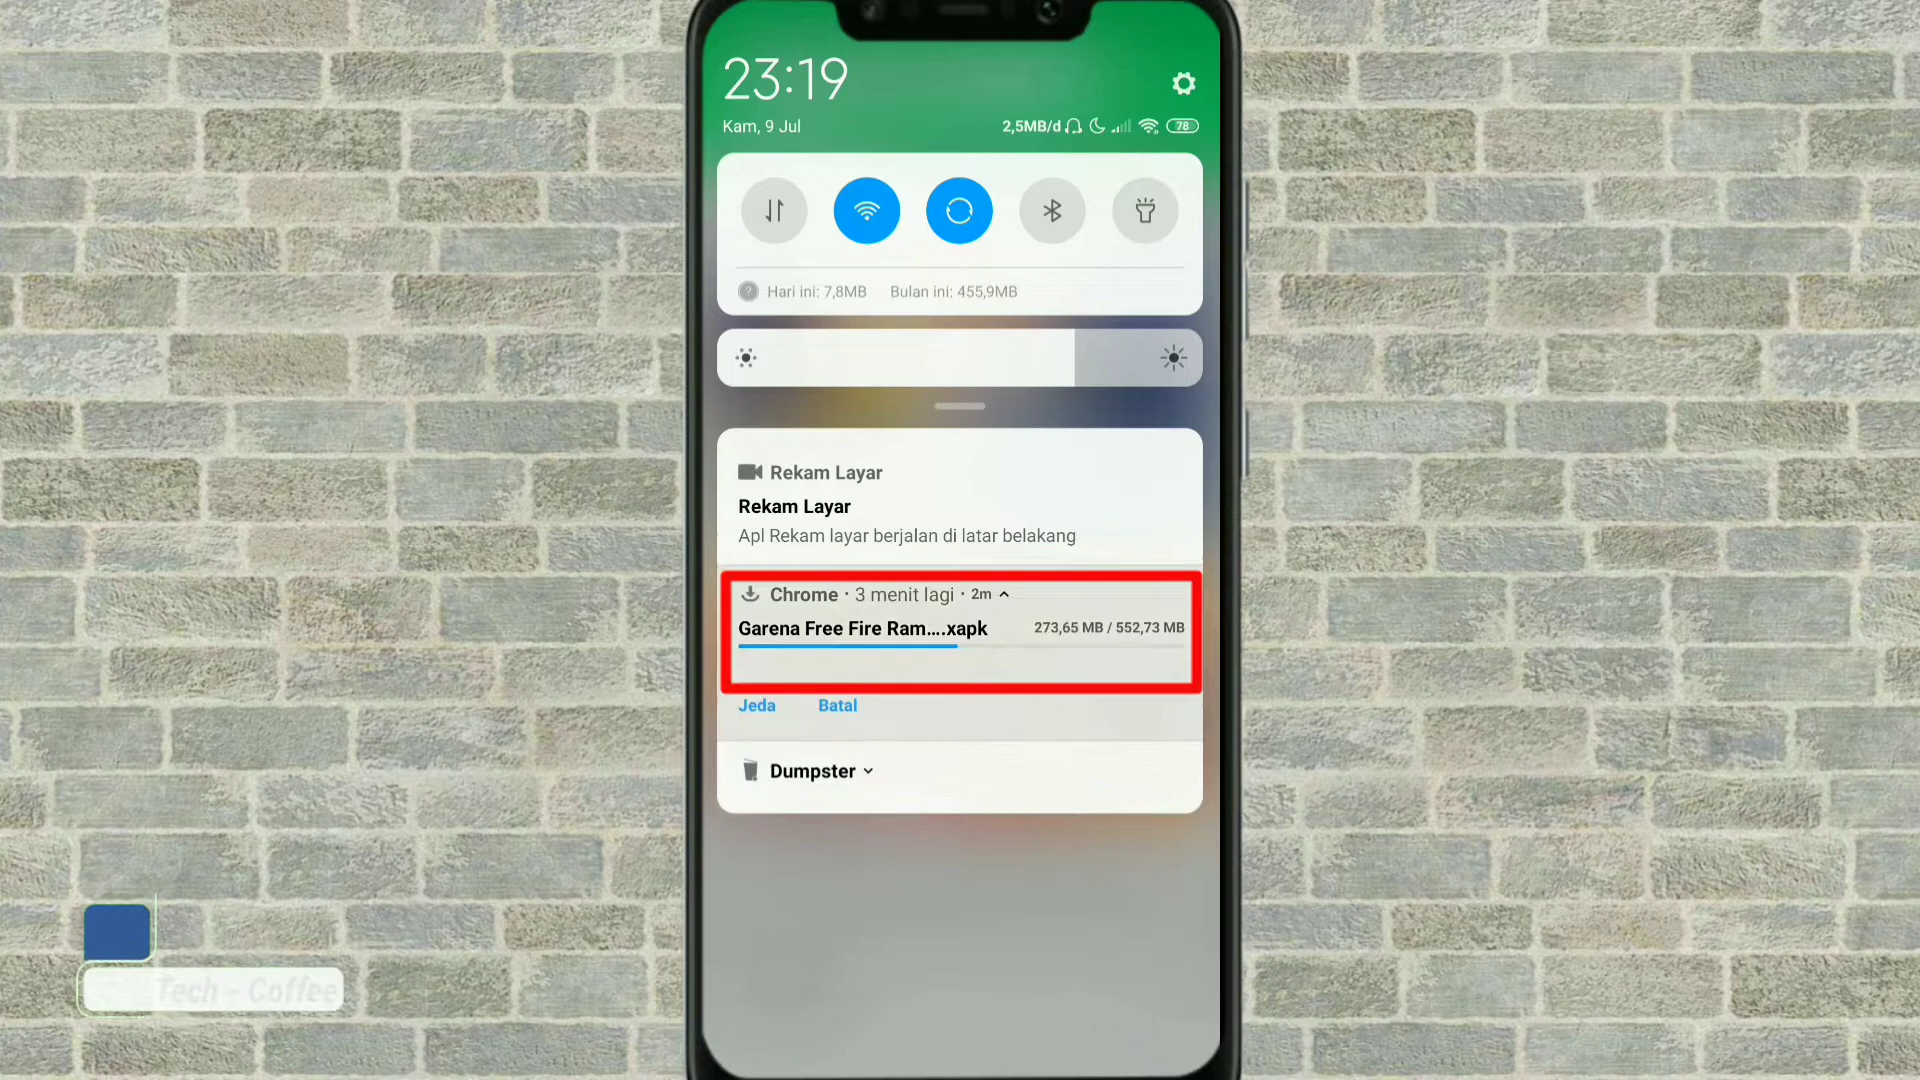 23:19
Kam, 9 Jul
2,5MB/d
78
Hari ini: 7,8MB Bulan ini: 455,9MB
Rekam Layar
Rekam Layar
Apl Rekam layar berjalan di latar belakang
Chrome · 3 menit lagi · 2m
Garena Free Fire Ram....xapk 273,65 MB / 552,73 MB
Jeda Batal
Dumpster
Tech - Coffee